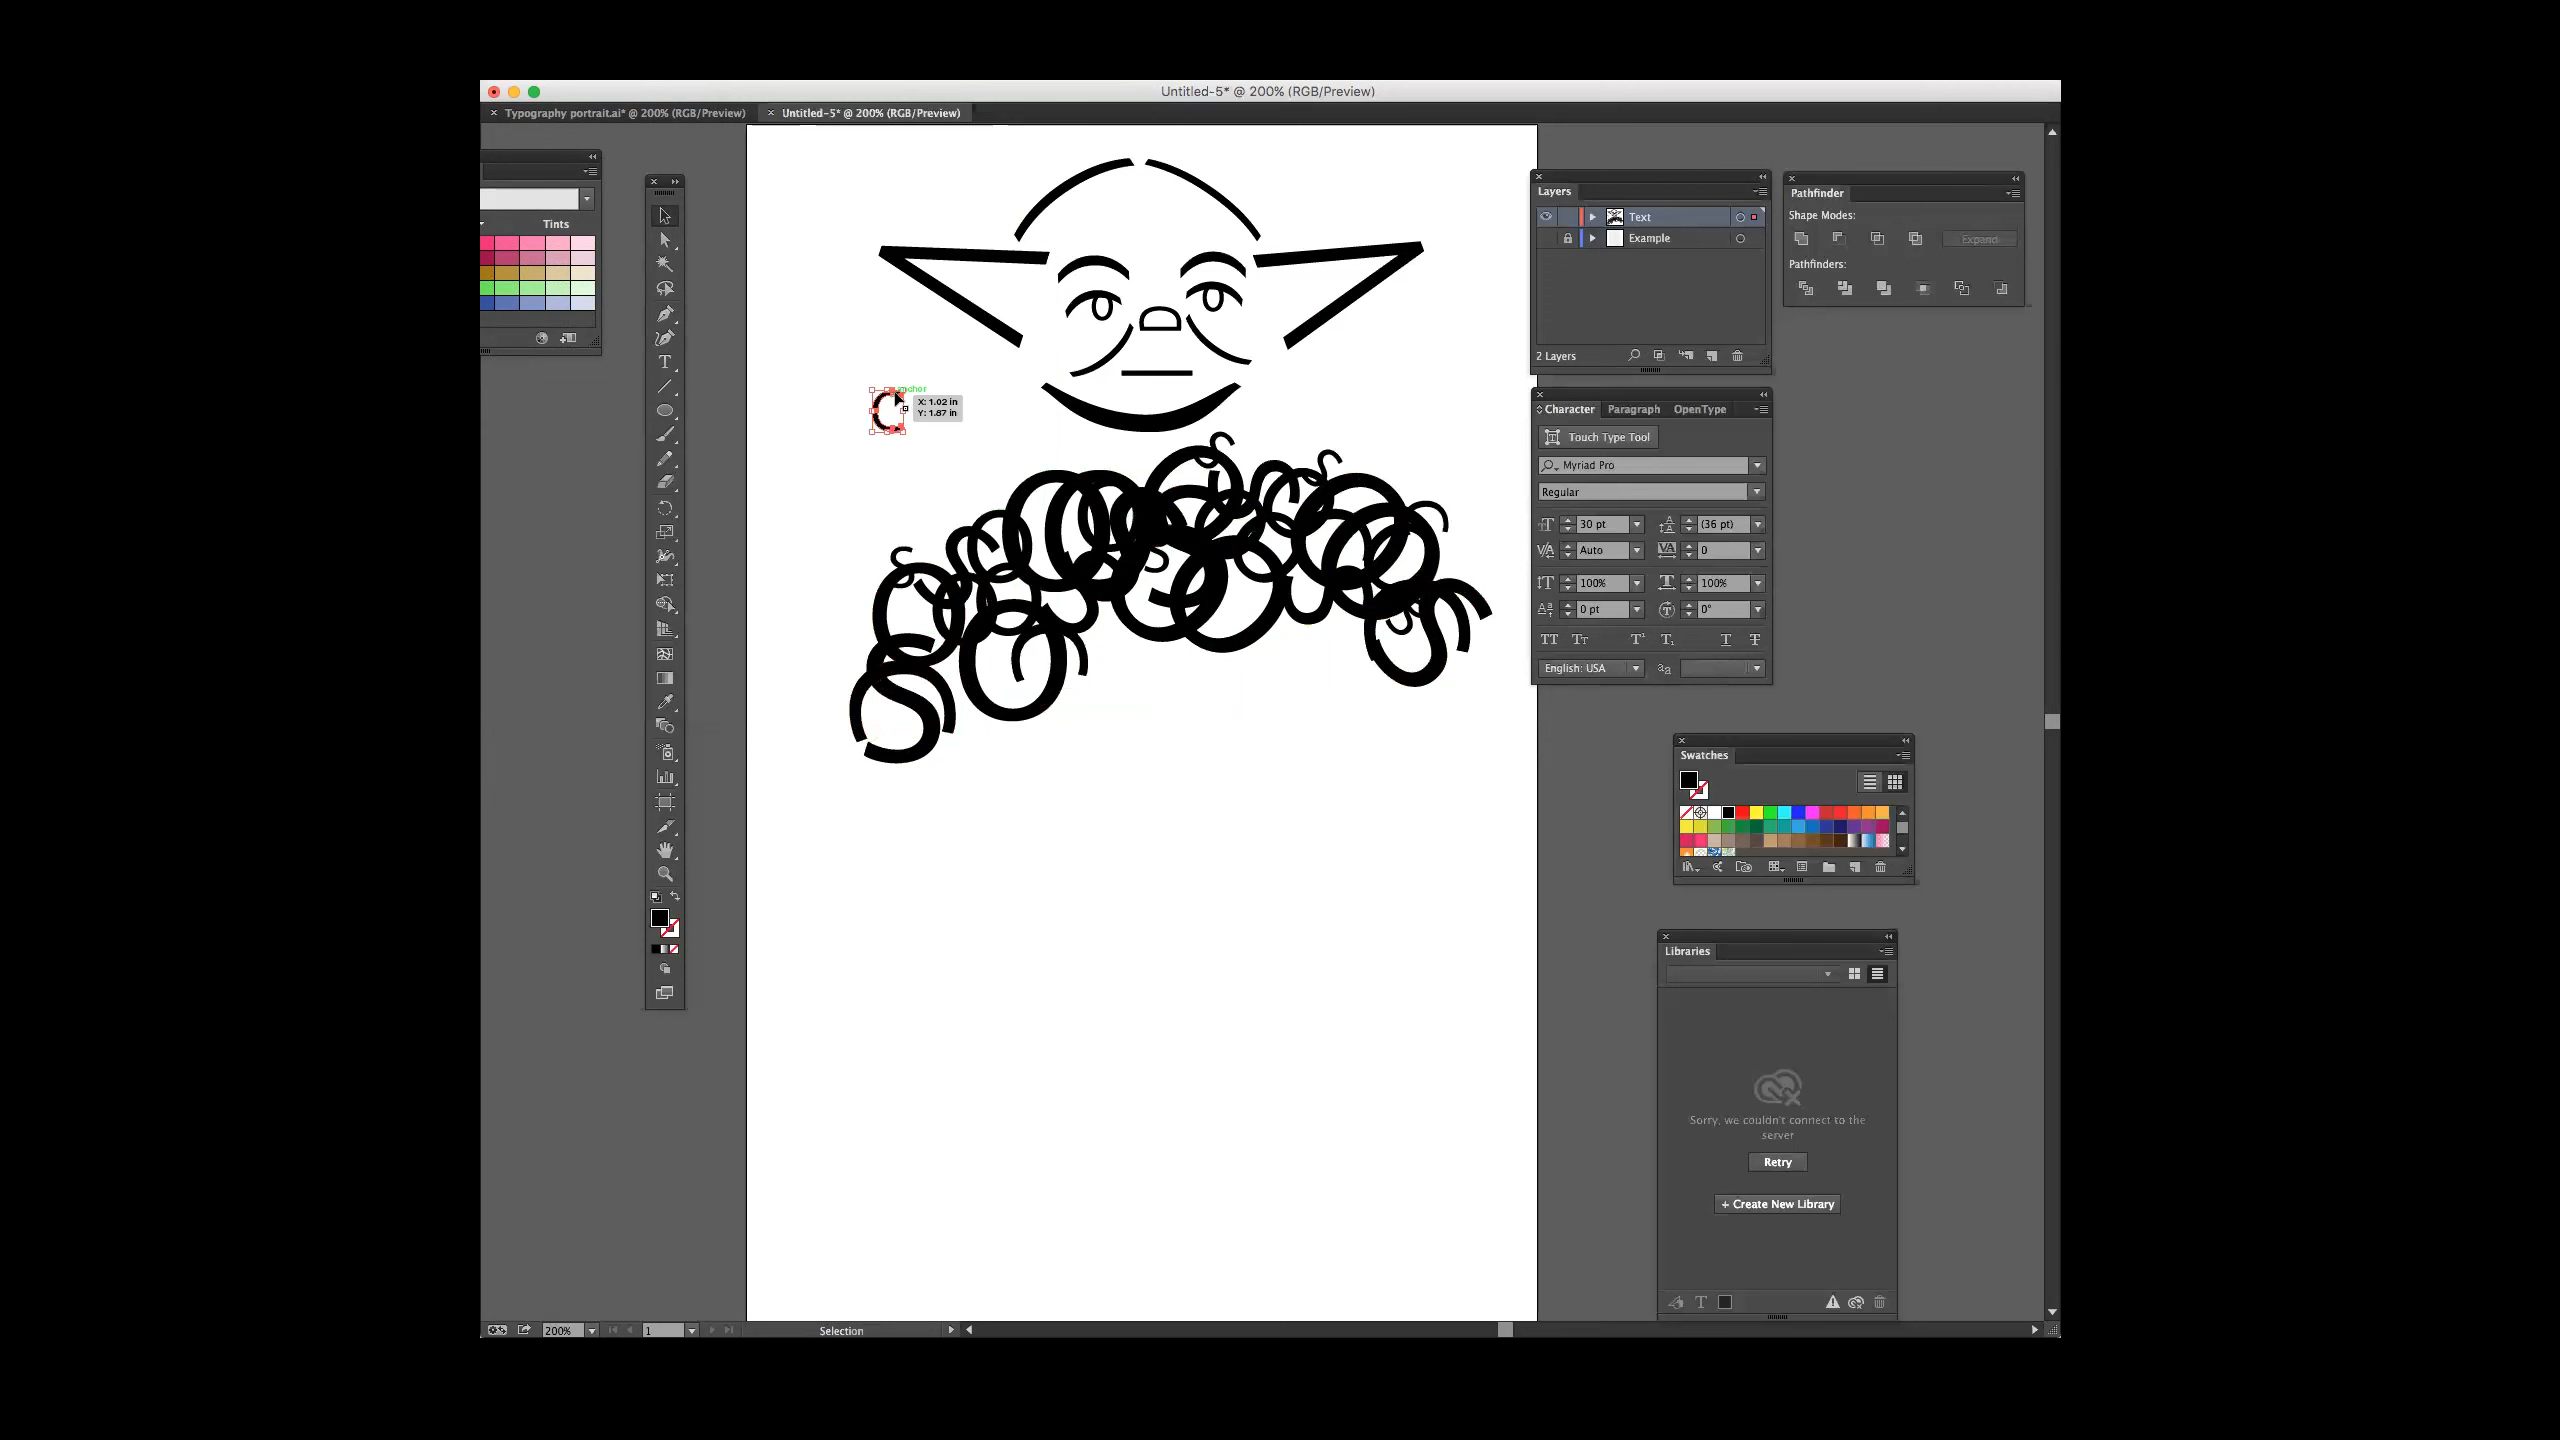 Untitled-5* @ 200% (RGB/Preview)
Typography portrait.ai* @ 200% (RGB/Preview)
Untitled-5* @ 200% (RGB/Preview)
Tints
Layers
Text
Example
2 Layers
Pathfinder
Shape Modes:
Expand
Pathfinders:
anchor
X: 1.02 in
Y: 1.87 in
C
Character Paragraph OpenType
Touch Type Tool
Myriad Pro
Regular
30 pt
(36 pt)
Auto
0
100%
100%
0 pt
0°
English: USA
Swatches
Libraries
Sorry, we couldn't connect to the
server
Retry
+ Create New Library
200%
1
Selection